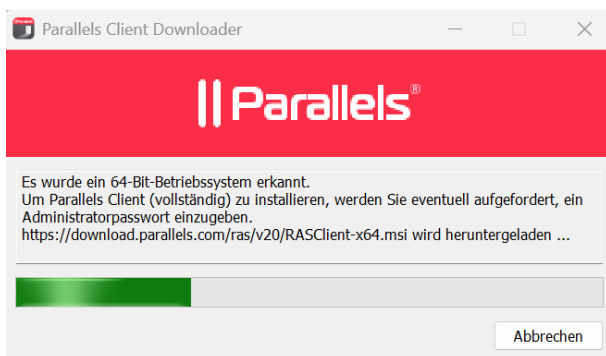 Parallels Client Downloader
|| Parallels®
Es wurde ein 64-Bit-Betriebssystem erkannt.
Um Parallels Client (vollständig) zu installieren, werden Sie eventuell aufgefordert, ein
Administratorpasswort einzugeben.
https://download.parallels.com/ras/v20/RASClient-x64.msi wird heruntergeladen ...
Abbrechen